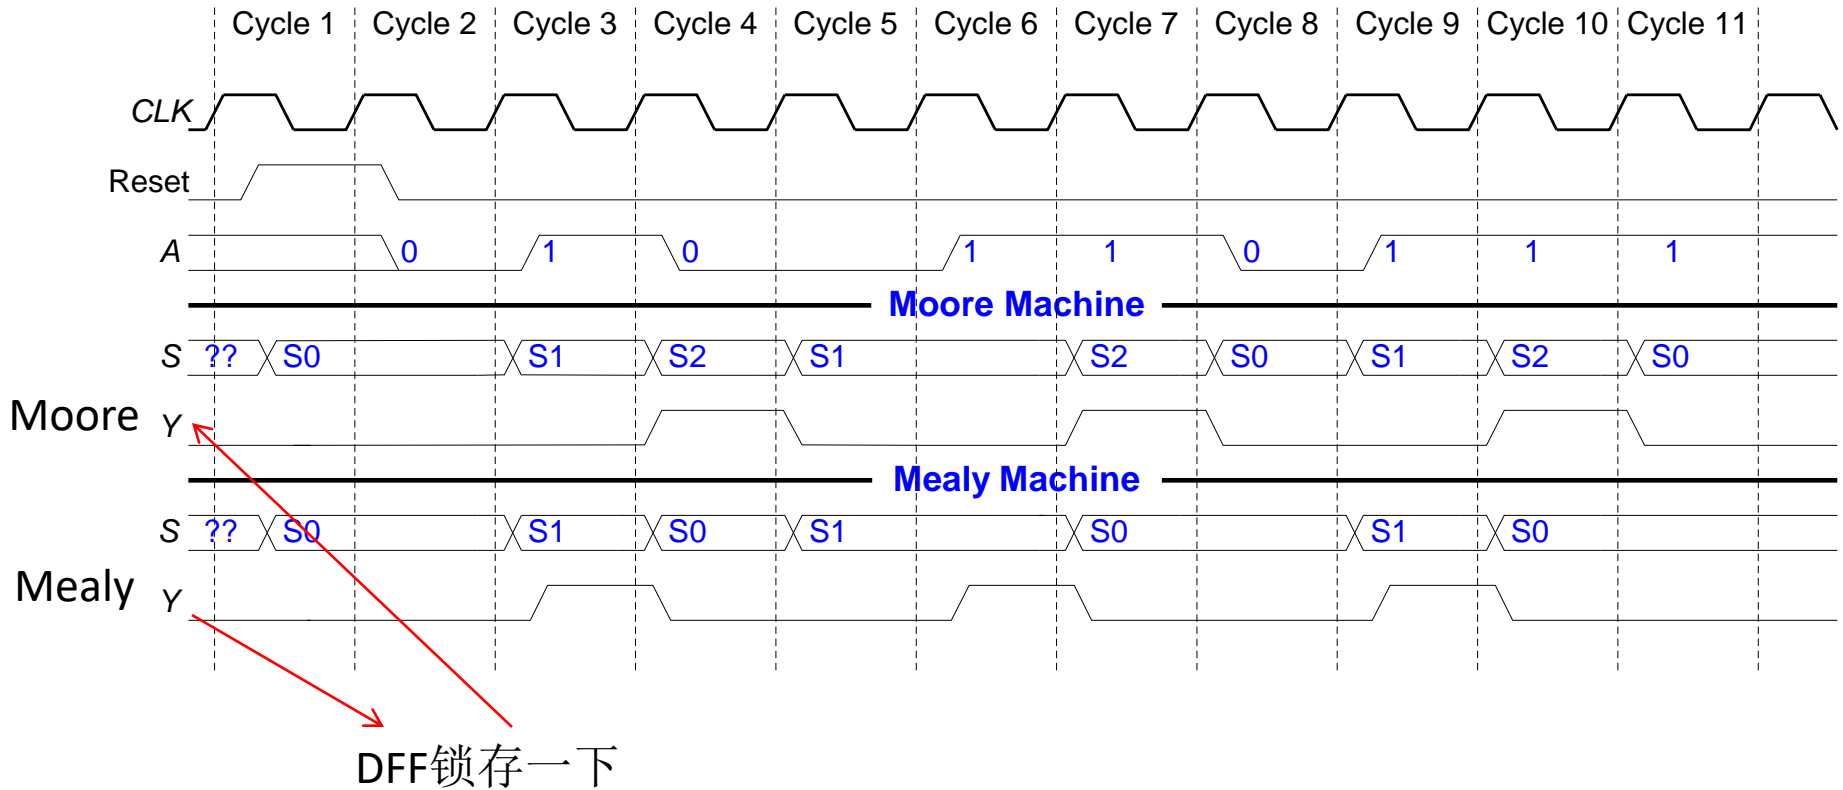 Cycle 1 Cycle 2 Cycle 3 Cycle 4 Cycle 5 Cycle 6 Cycle 7 Cycle 8 Cycle 9 Cycle 10 Cycle 11
CLK
Reset
A 0 1 0 1 1 0 1 1 1
Moore Machine
S ?? S0 S1 S2 S1 S2 S0 S1 S2 S0
Moore Y
Mealy Machine
S ?? S0 S1 S0 S1 S0 S1 S0
Mealy Y
DFF锁存一下